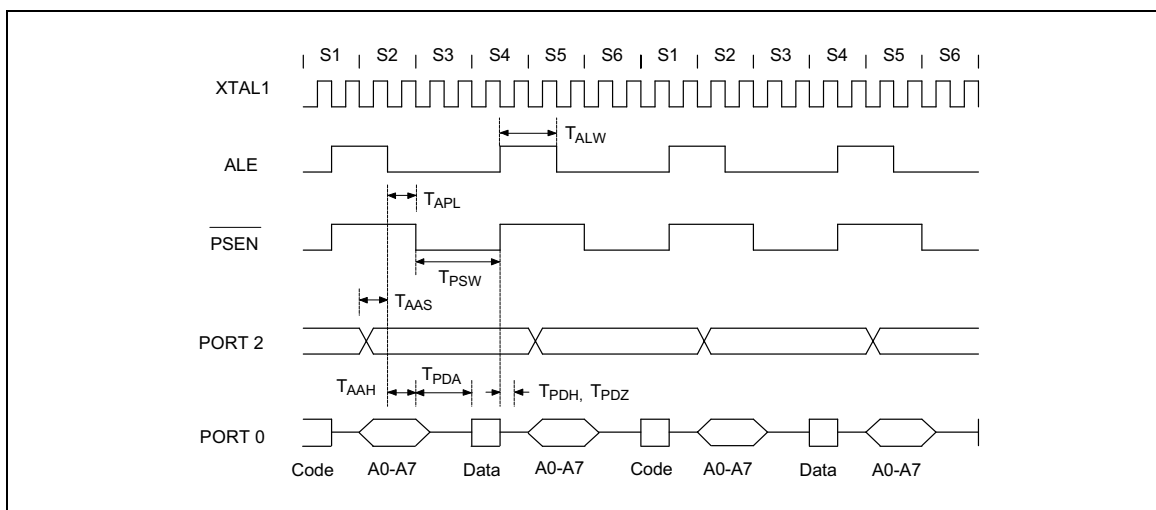 S1 S2 S3 S4 S5 S6 S1 S2 S3 S4 S5 S6
XTAL1
TALW
ALE
TAPL
PSEN
TPSW
TAAS
PORT 2
TAAH TPDA TPDH, TPDZ
PORT 0
Code A0-A7 Data A0-A7 Code A0-A7 Data A0-A7